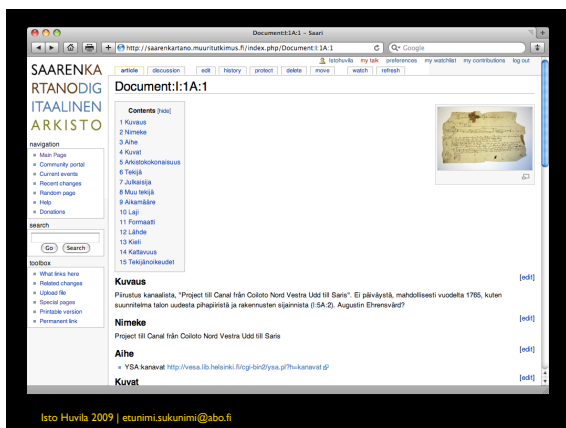 Document:I:1A:1 – Saari
http://saarenkartano.muuritutkimus.fi/index.php/Document:I:1A:1
Google
Istohuvila my talk preferences my watchlist my contributions log out
article discussion edit history protect delete move watch refresh
SAARENKA
RTANODIG
ITAALINEN
ARKISTO
navigation
Main Page
Community portal
Current events
Recent changes
Random page
Help
Donations
search
Go Search
toolbox
What links here
Related changes
Upload file
Special pages
Printable version
Permanent link
Document:I:1A:1
Contents [hide]
1 Kuvaus
2 Nimeke
3 Aihe
4 Kuvat
5 Arkistokokonaisuus
6 Tekijä
7 Julkaisija
8 Muu tekijä
9 Aikamääre
10 Laji
11 Formaatti
12 Lähde
13 Kieli
14 Kattavuus
15 Tekijänoikeudet
Kuvaus [edit]
Piirustus kanaalista, "Project till Canal från Coiloto Nord Vestra Udd till Saris". Ei päiväystä, mahdollisesti vuodelta 1765, kuten
suunnitelma talon uudesta pihapiiristä ja rakennusten sijainnista (I:5A:2). Augustin Ehrensvärd?
Nimeke [edit]
Project till Canal från Coiloto Nord Vestra Udd till Saris
Aihe [edit]
YSA:kanavat http://vesa.lib.helsinki.fi/cgi-bin2/ysa.pl?h=kanavat
Kuvat [edit]
Isto Huvila 2009 | etunimi.sukunimi@abo.fi